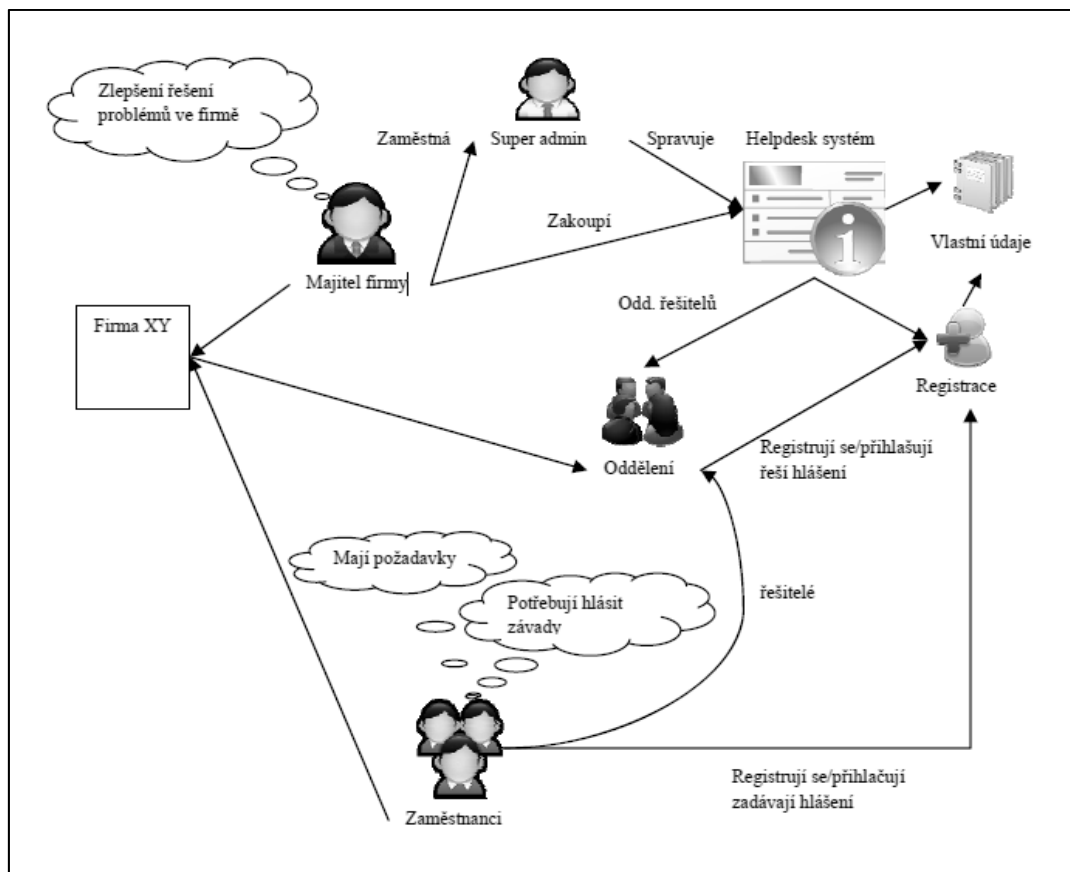 Zlepšení řešení
problémů ve firmě
Zaměstná
Super admin
Spravuje
Helpdesk systém
Zakoupí
Vlastní údaje
Majitel firmy
Odd. řešitelů
Firma XY
Registrace
Oddělení
Registrují se/přihlašují
řeší hlášení
Mají požadavky
Potřebují hlásit
závady
řešitelé
Registrují se/přihlačují
zadávají hlášení
Zaměstnanci